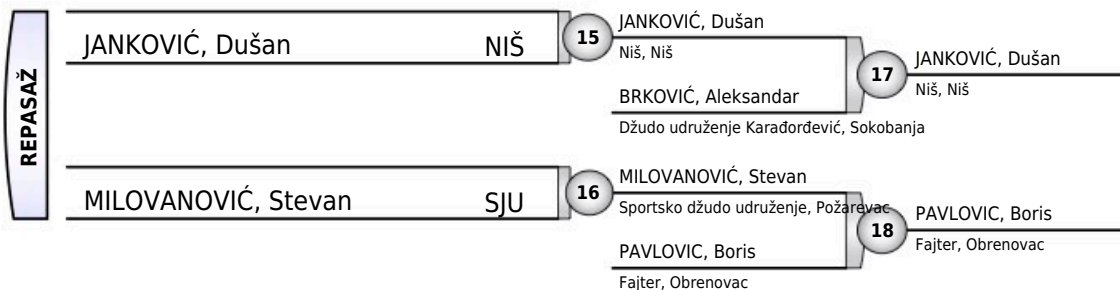 REPASAŽ
JANKOVIĆ, Dušan NIŠ
15
JANKOVIĆ, Dušan
Niš, Niš
BRKOVIĆ, Aleksandar
Džudo udruženje Karađorđević, Sokobanja
17
JANKOVIĆ, Dušan
Niš, Niš
MILOVANOVIĆ, Stevan SJU
16
MILOVANOVIĆ, Stevan
Sportsko džudo udruženje, Požarevac
PAVLOVIC, Boris
Fajter, Obrenovac
18
PAVLOVIĆ, Boris
Fajter, Obrenovac